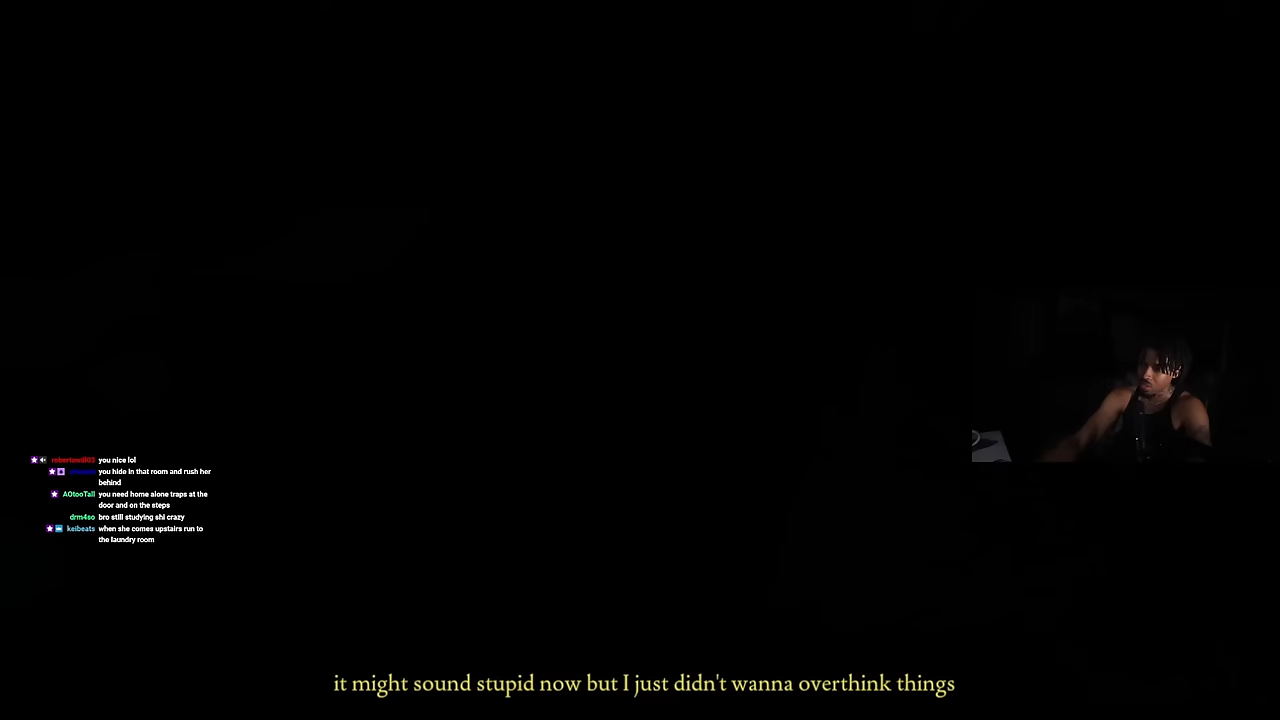 robertowill03 you nice lol
you hide in that room and rush her
behind
AOtooTall you need home alone traps at the
door and on the steps
drm4so bro still studying shi crazy
keibeats when she comes upstairs run to
the laundry room
it might sound stupid now but I just didn't wanna overthink things